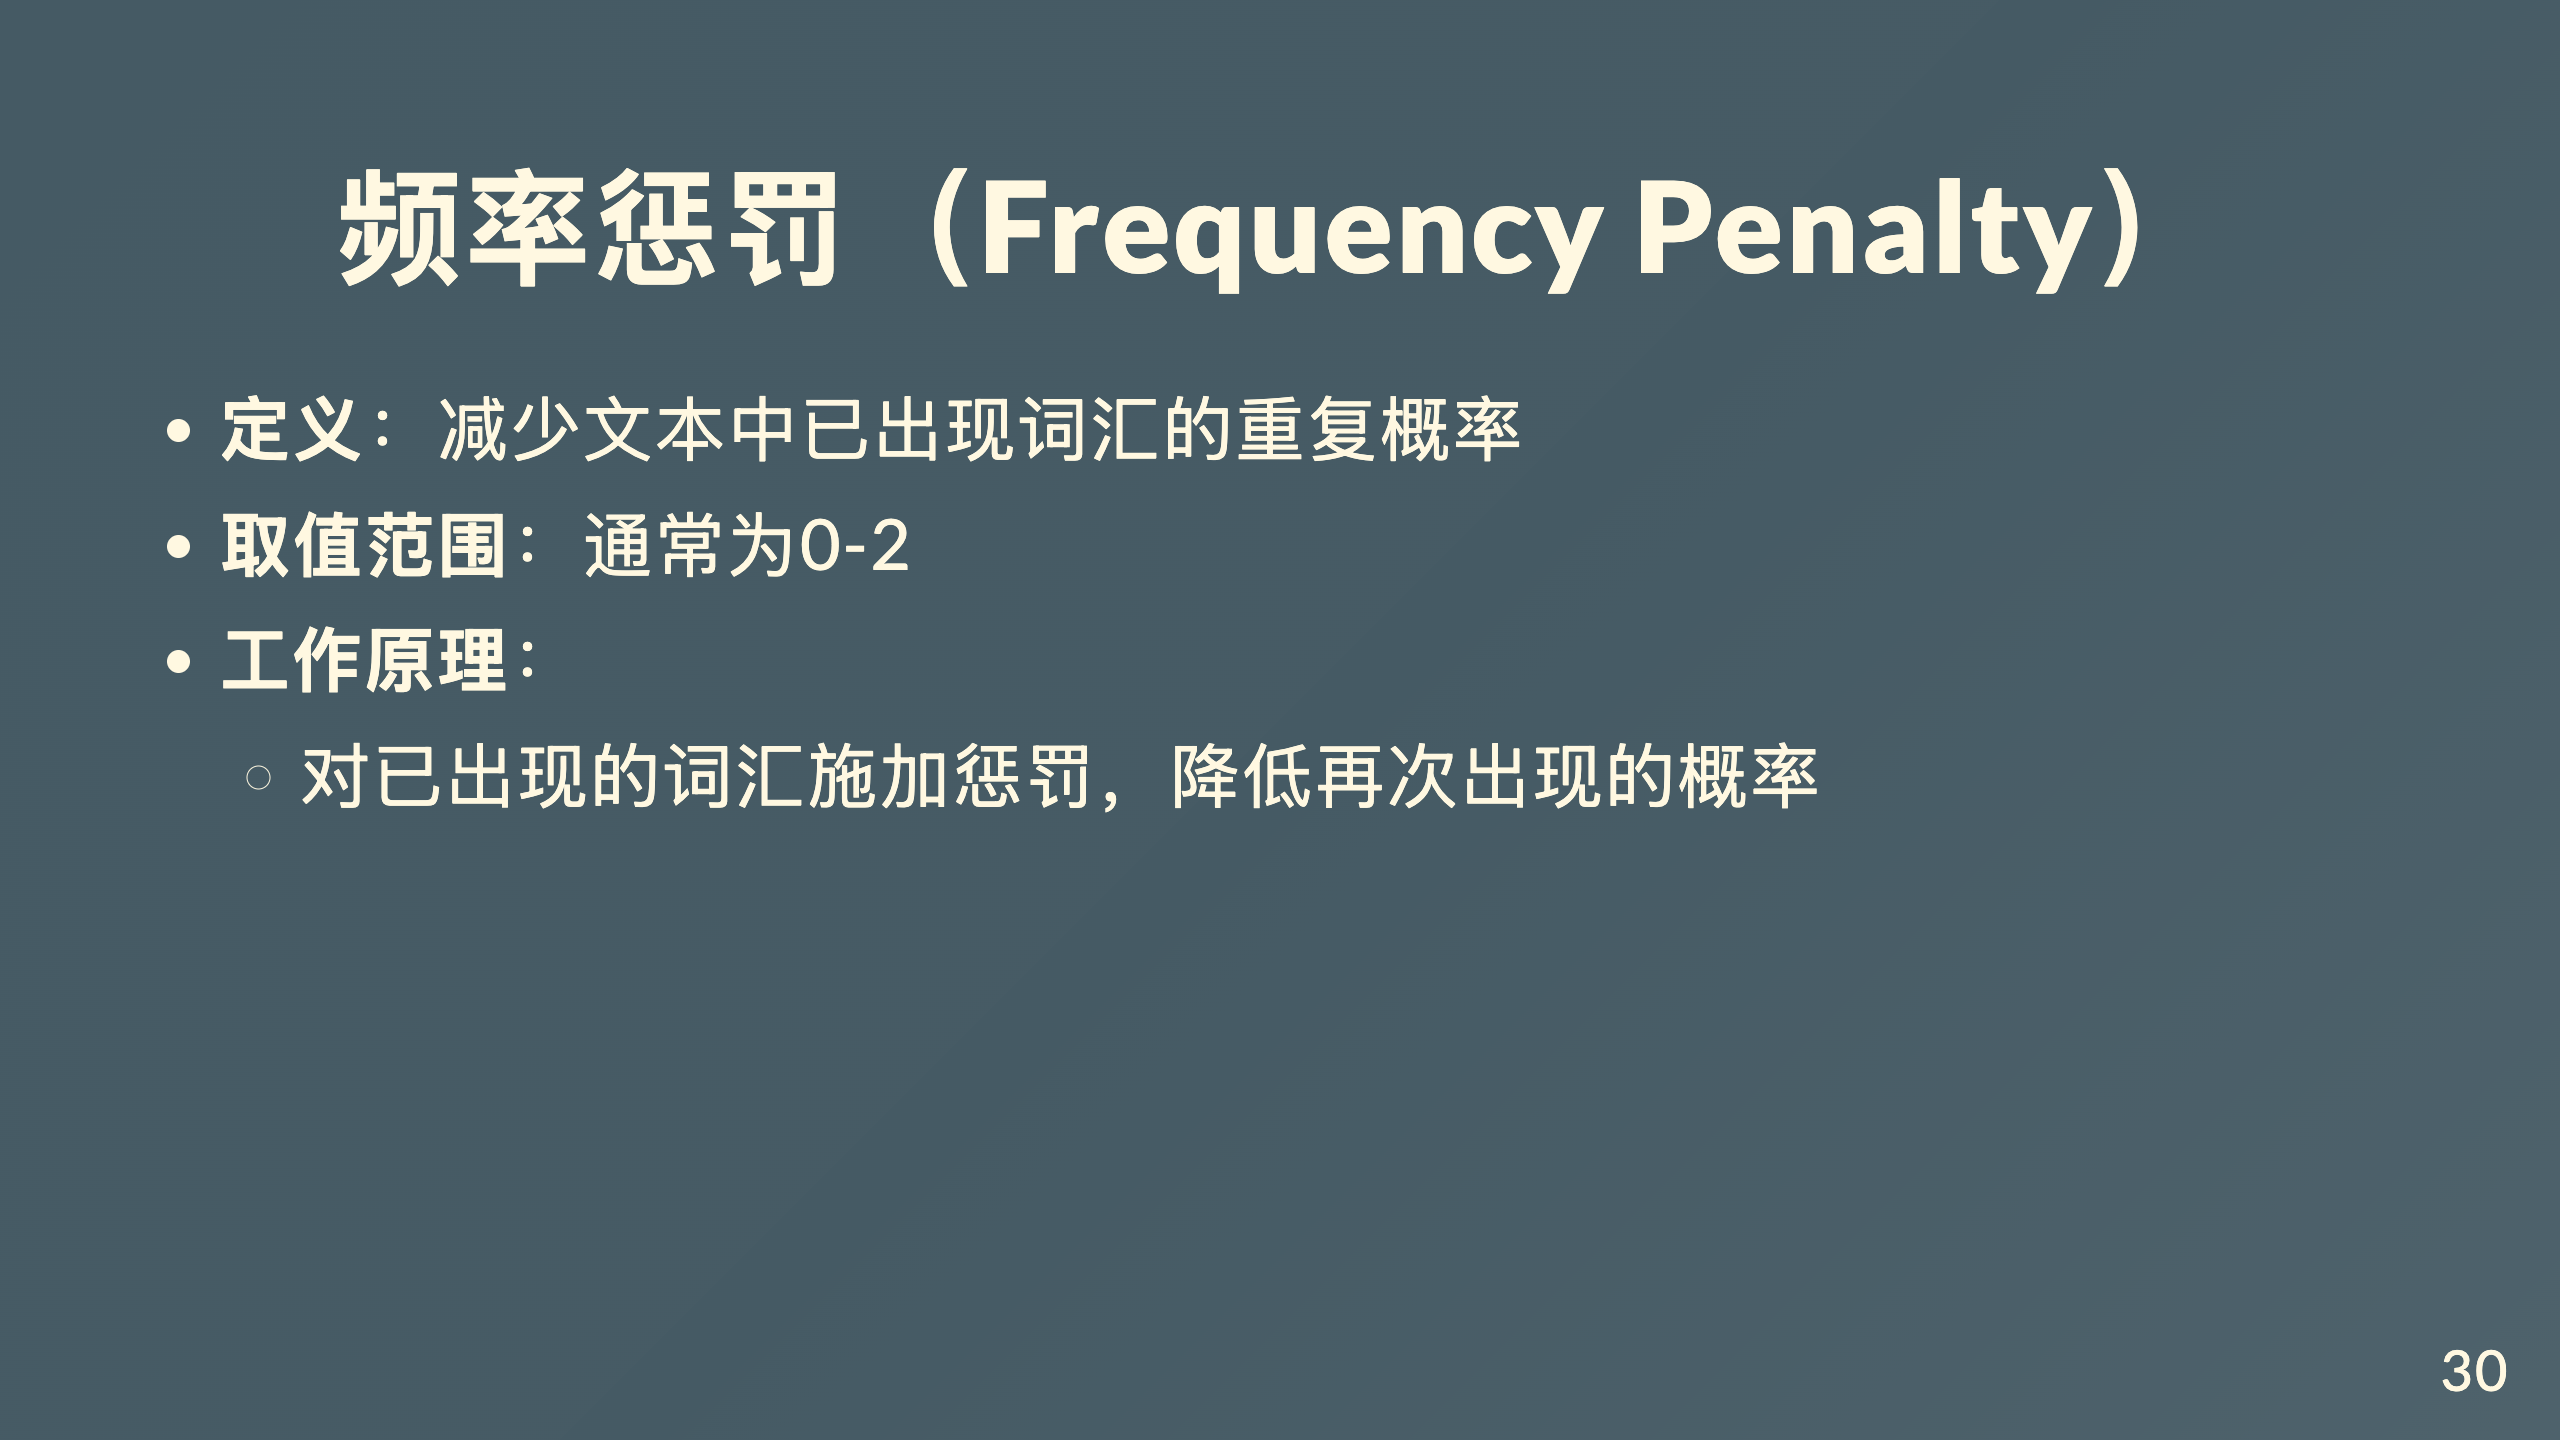 频率惩罚（Frequency Penalty）
• 定义：减少文本中已出现词汇的重复概率
• 取值范围：通常为0-2
• 工作原理：
○ 对已出现的词汇施加惩罚，降低再次出现的概率
30